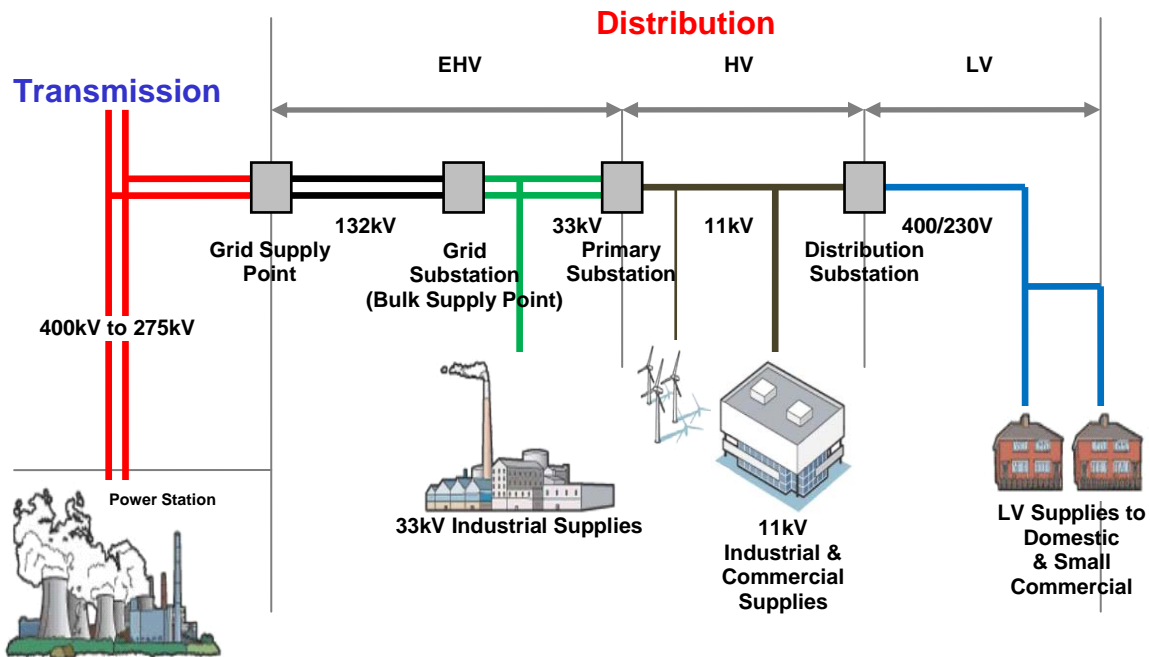 Distribution
EHV
HV
LV
Transmission
132kV
33kV
11kV
400/230V
Grid Supply
Point
Grid
Substation
(Bulk Supply Point)
Primary
Substation
Distribution
Substation
400kV to 275kV
Power Station
33kV Industrial Supplies
11kV
Industrial &
Commercial
Supplies
LV Supplies to
Domestic
& Small
Commercial